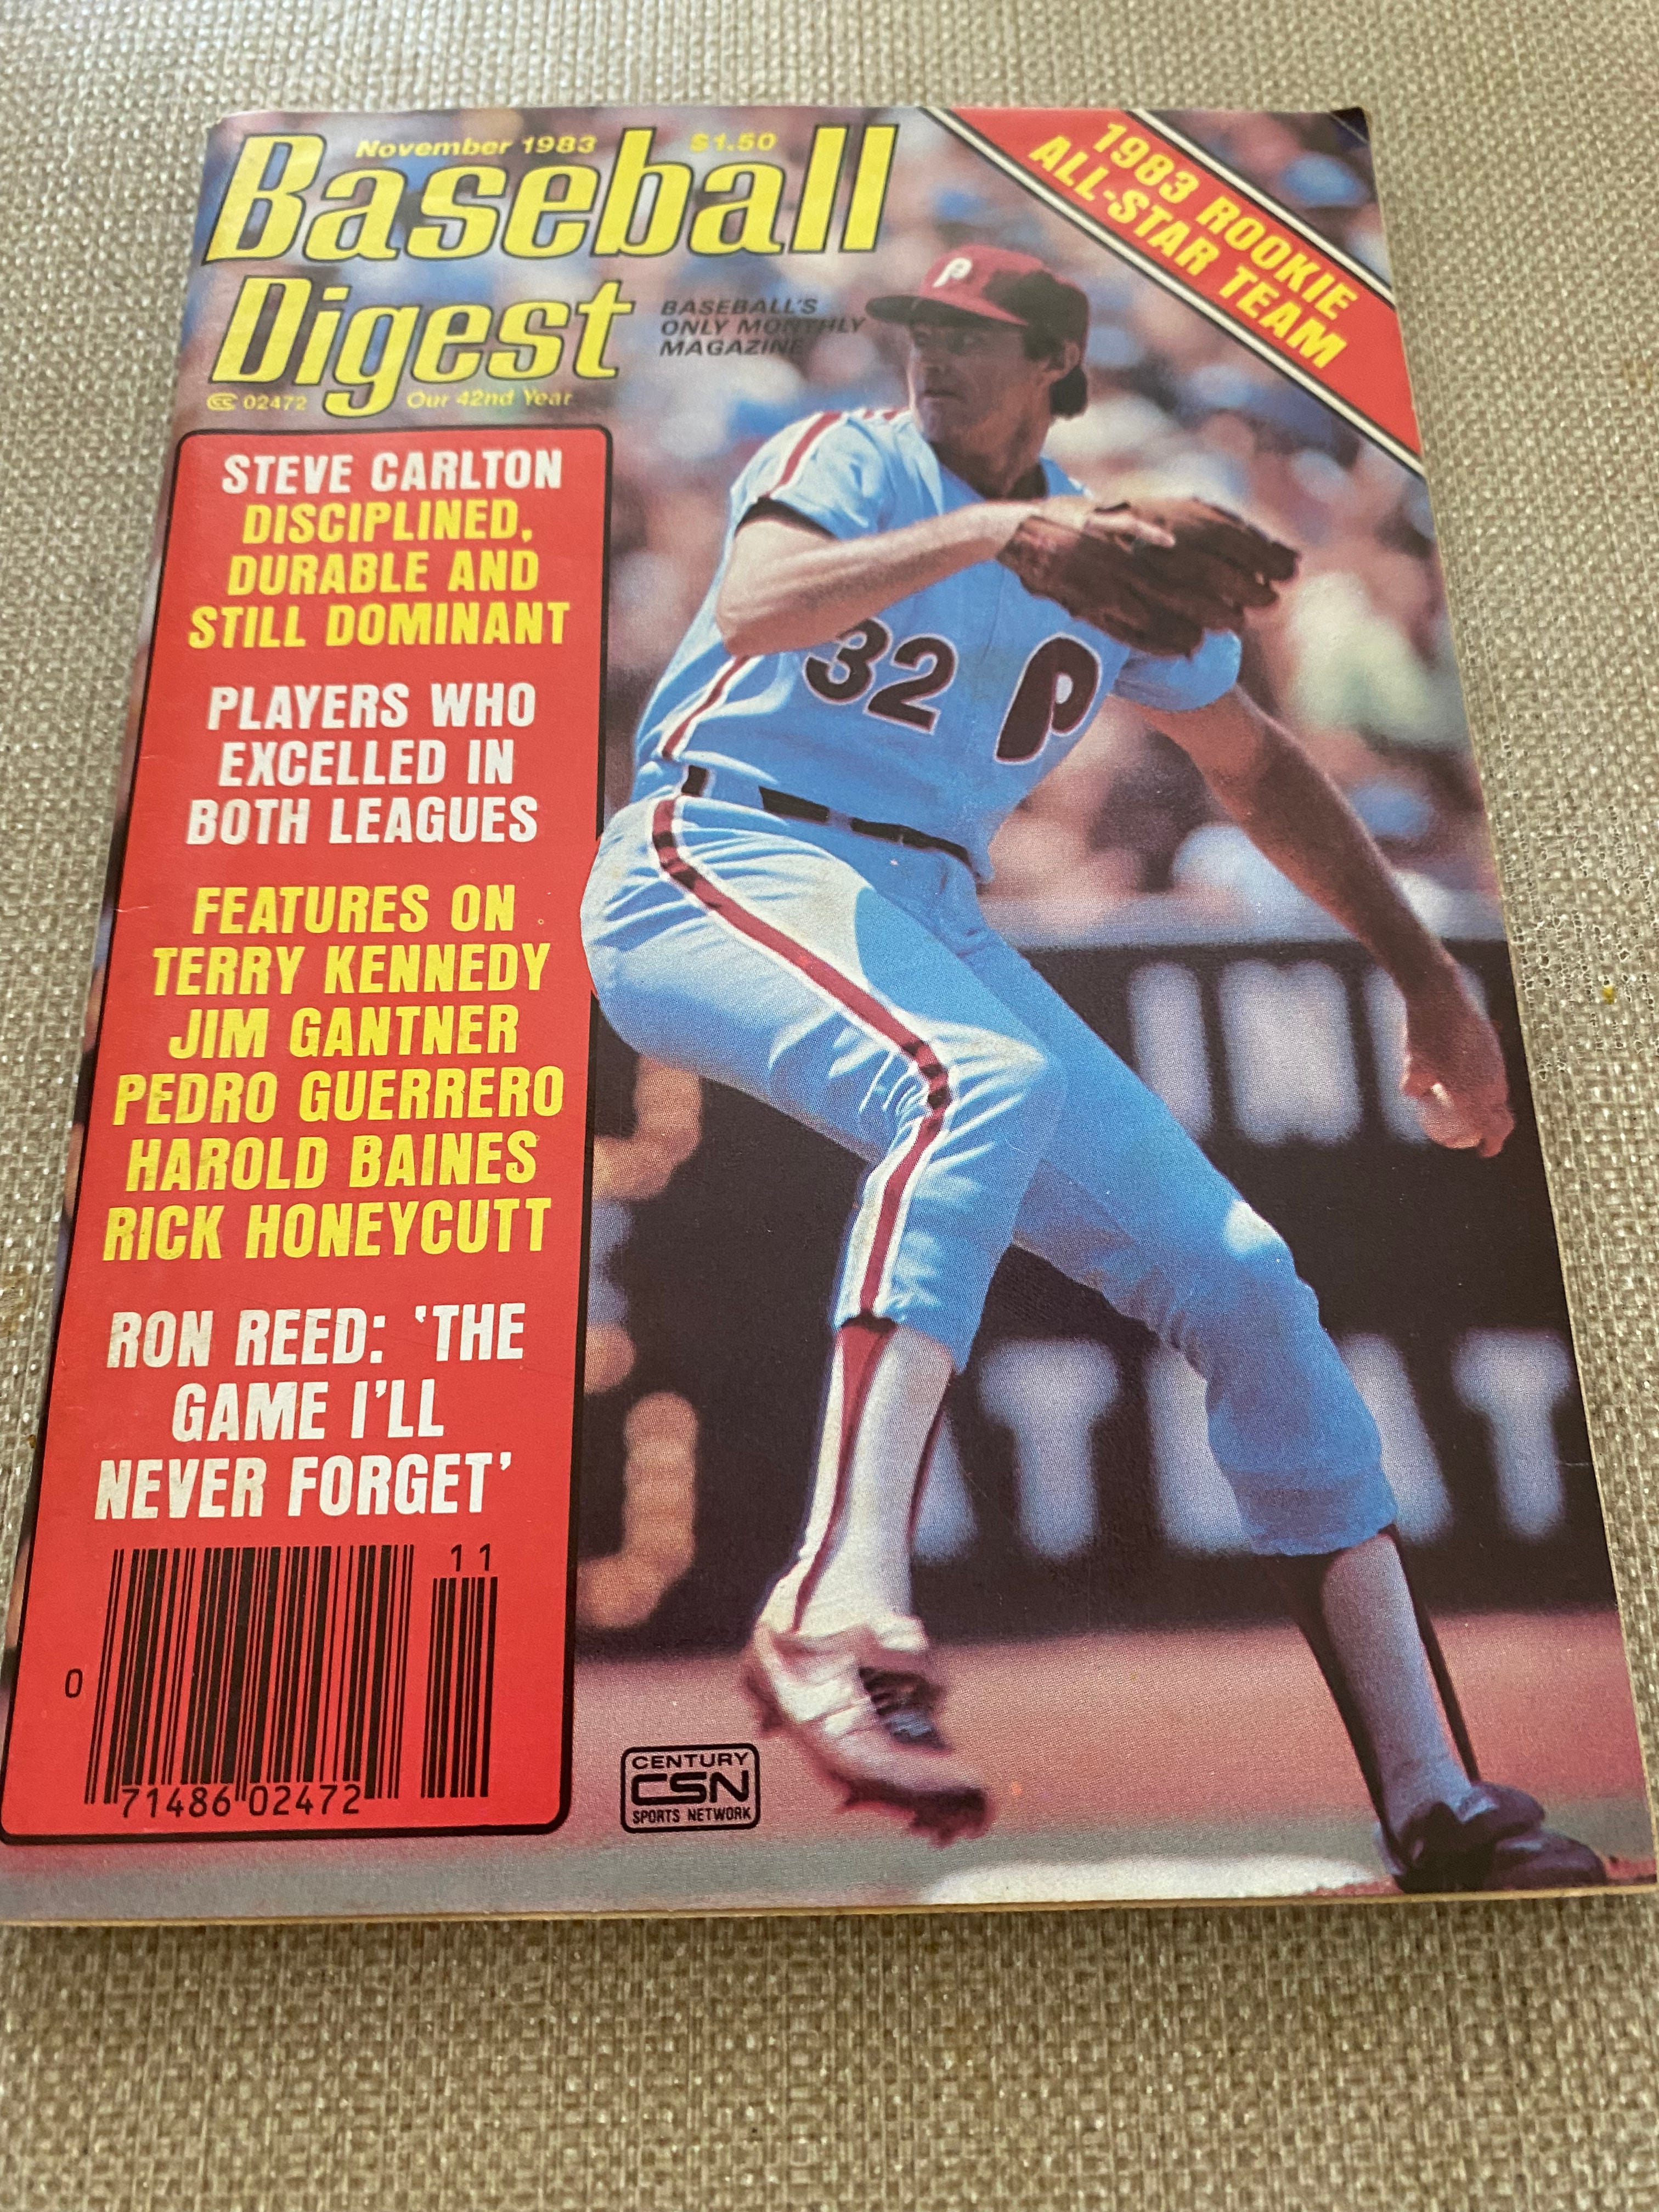 November 1983 $1.50
Baseball
Digest
BASEBALL'S
ONLY MONTHLY
MAGAZINE
CC 02472 Our 42nd Year
1983 ROOKIE
ALL-STAR TEAM
STEVE CARLTON
DISCIPLINED,
DURABLE AND
STILL DOMINANT
PLAYERS WHO
EXCELLED IN
BOTH LEAGUES
FEATURES ON
TERRY KENNEDY
JIM GANTNER
PEDRO GUERRERO
HAROLD BAINES
RICK HONEYCUTT
RON REED: 'THE
GAME I'LL
NEVER FORGET'
11
0
71486 02472
P
32 P
CENTURY
CSN
SPORTS NETWORK